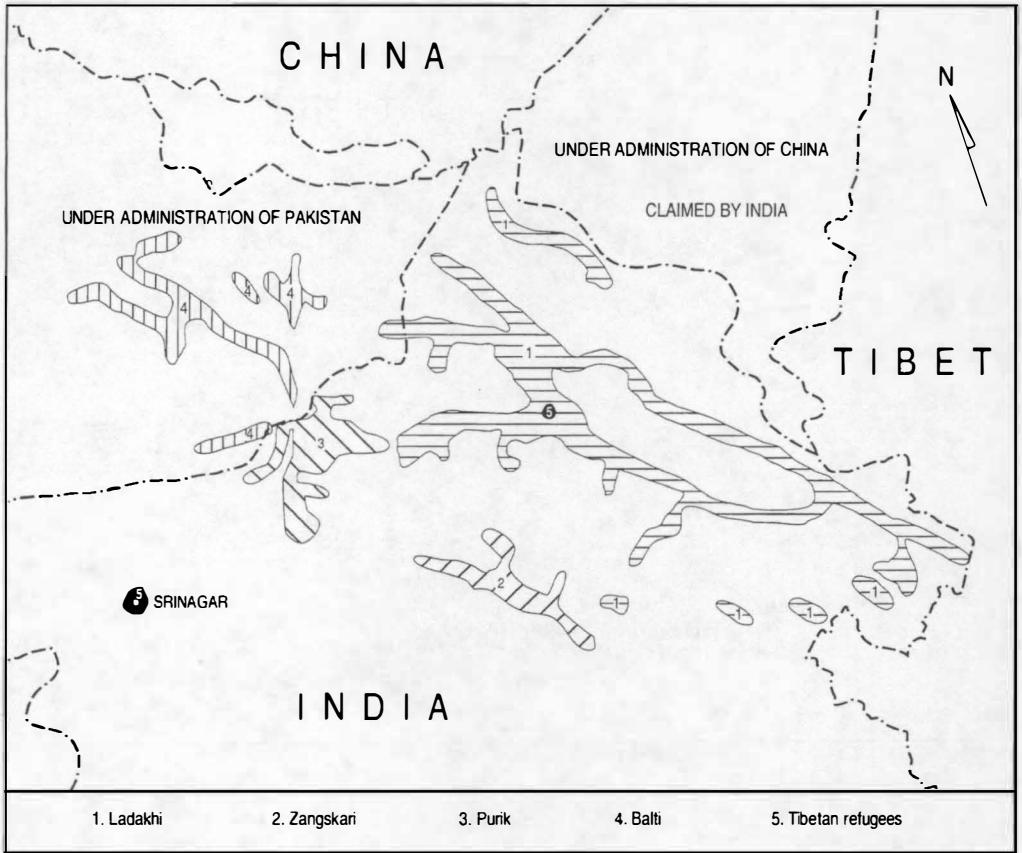 CHINA
N
UNDER ADMINISTRATION OF CHINA
CLAIMED BY INDIA
UNDER ADMINISTRATION OF PAKISTAN
1
4
4
4
1
TIBET
5
4
3
2
1
1
1
1
5
SRINAGAR
INDIA
1. Ladakhi 2. Zangskari 3. Purik 4. Balti 5. Tibetan refugees